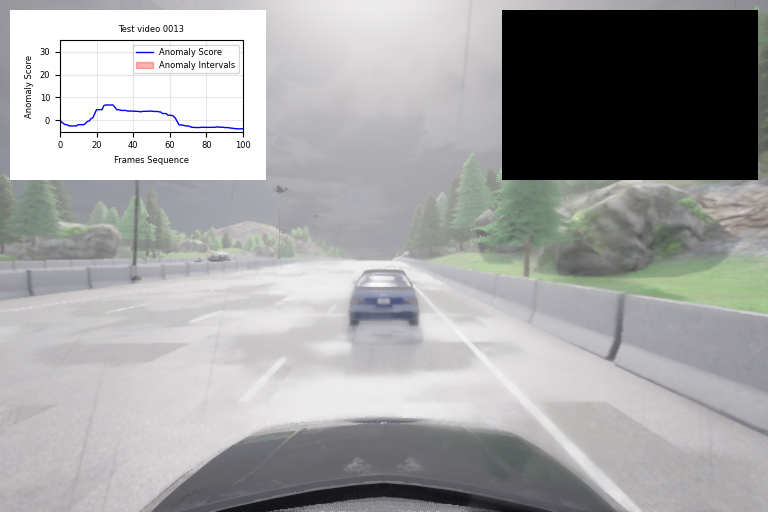 Test video 0013
Anomaly Score
Anomaly Intervals
Anomaly Score
30
20
10
0
0 20 40 60 80 100
Frames Sequence